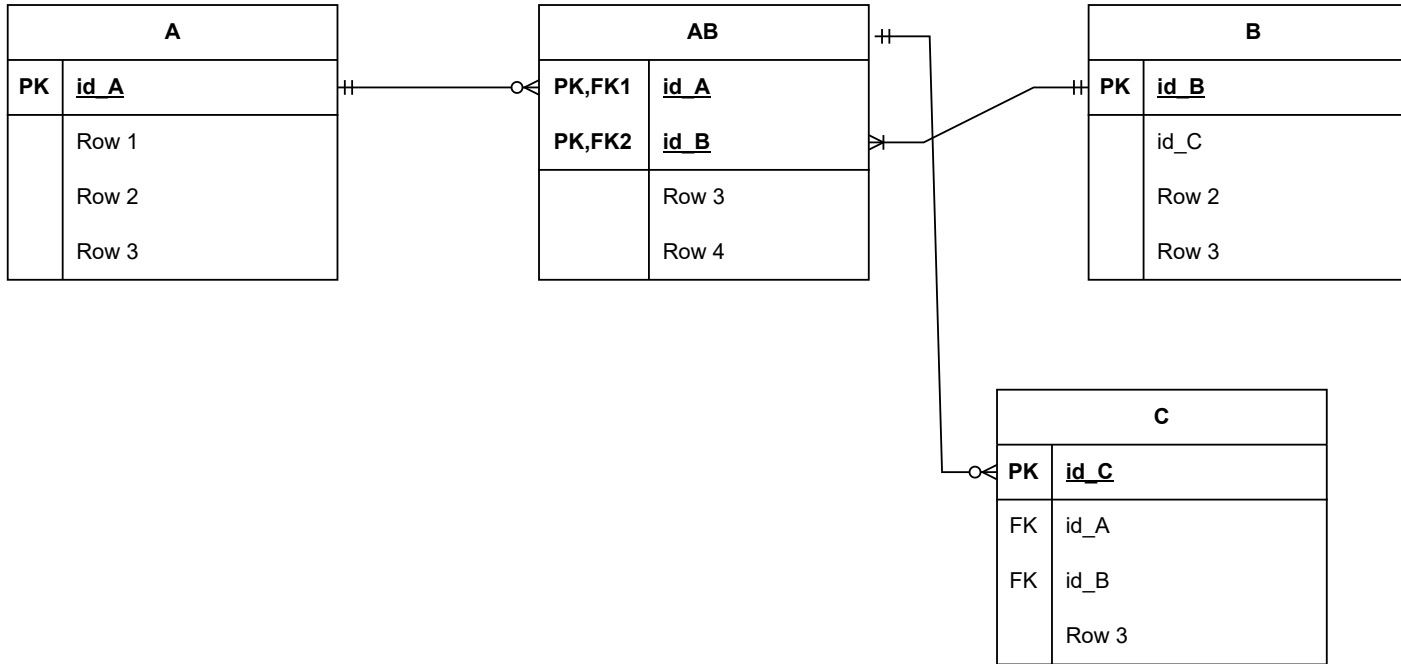 A
PK id_A
Row 1
Row 2
Row 3
AB
PK,FK1 id_A
PK,FK2 id_B
Row 3
Row 4
B
PK id_B
id_C
Row 2
Row 3
C
PK id_C
FK id_A
FK id_B
Row 3